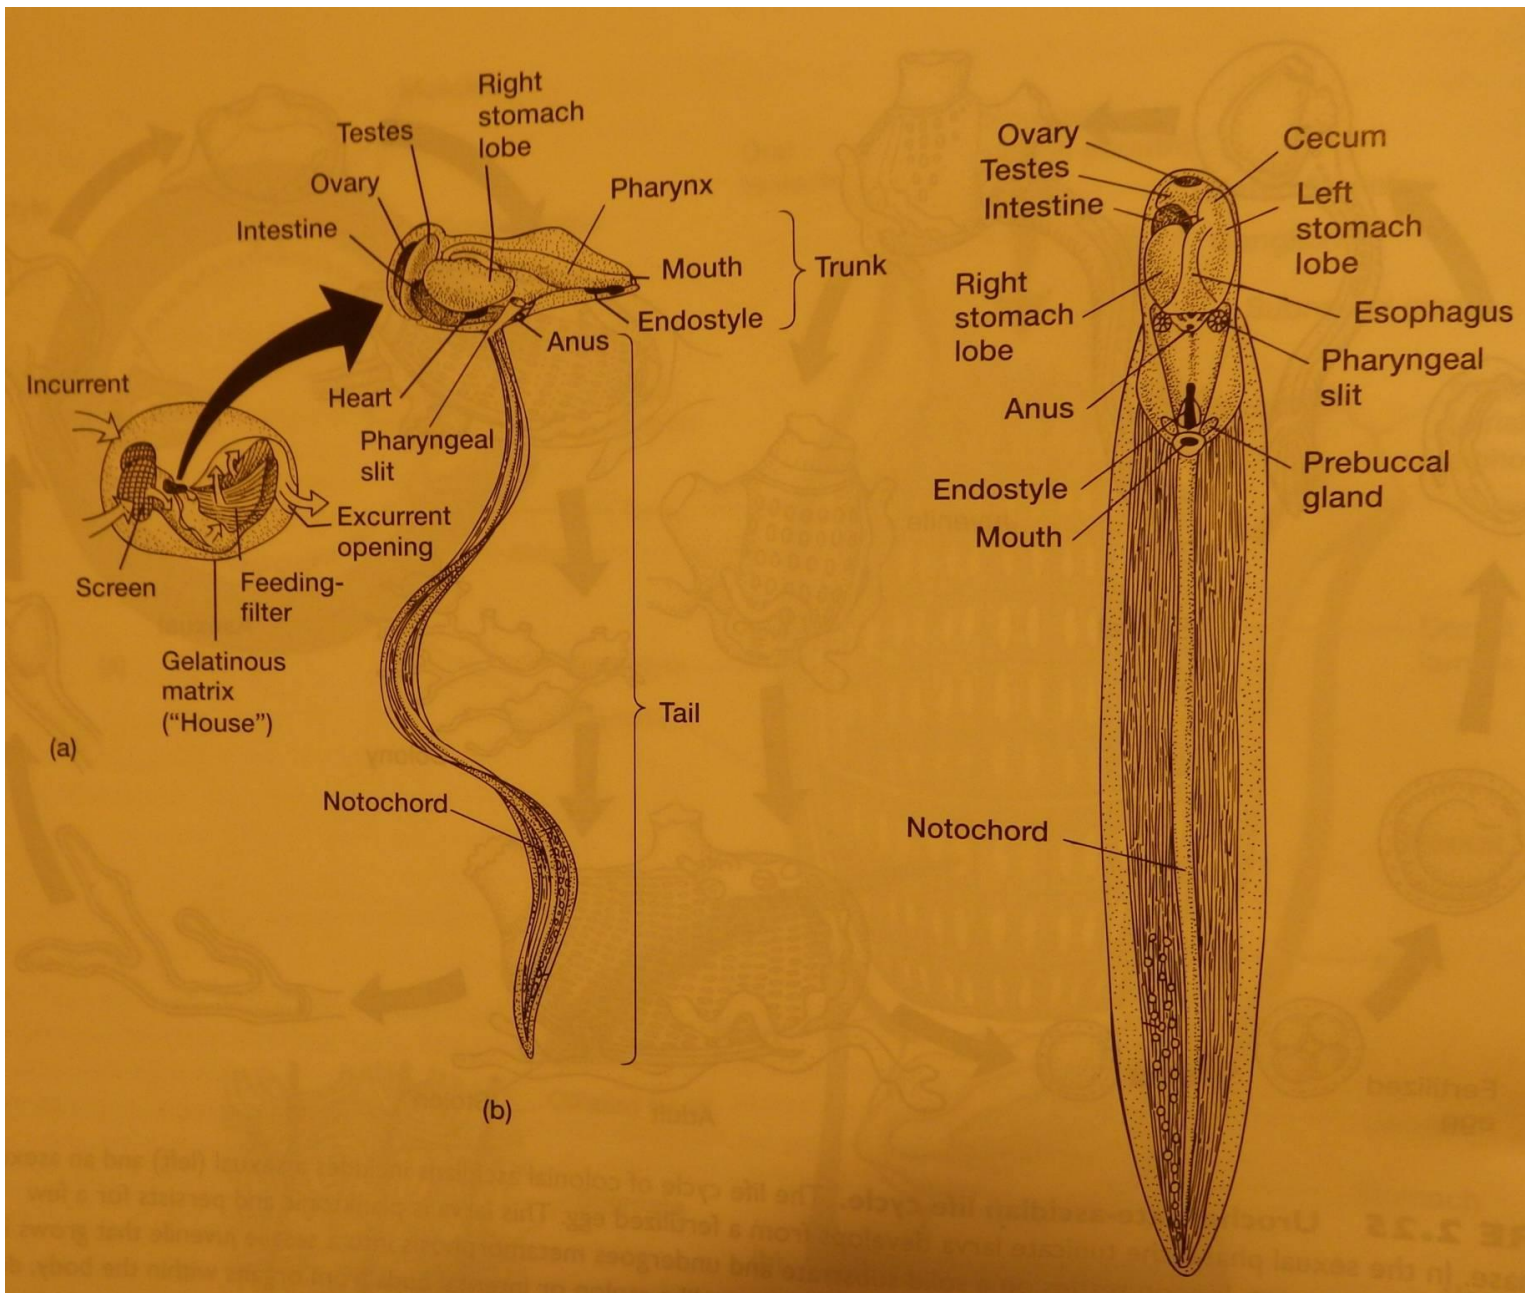 Right
stomach
lobe
Testes
Ovary
Pharynx
Intestine
Mouth
Trunk
Endostyle
Anus
Incurrent
Heart
Pharyngeal
slit
Excurrent
opening
Screen
Feeding-
filter
Gelatinous
matrix
("House")
(a)
Tail
Notochord
(b)
Ovary
Cecum
Testes
Intestine
Left
stomach
lobe
Right
stomach
lobe
Esophagus
Pharyngeal
slit
Anus
Prebuccal
gland
Endostyle
Mouth
Notochord